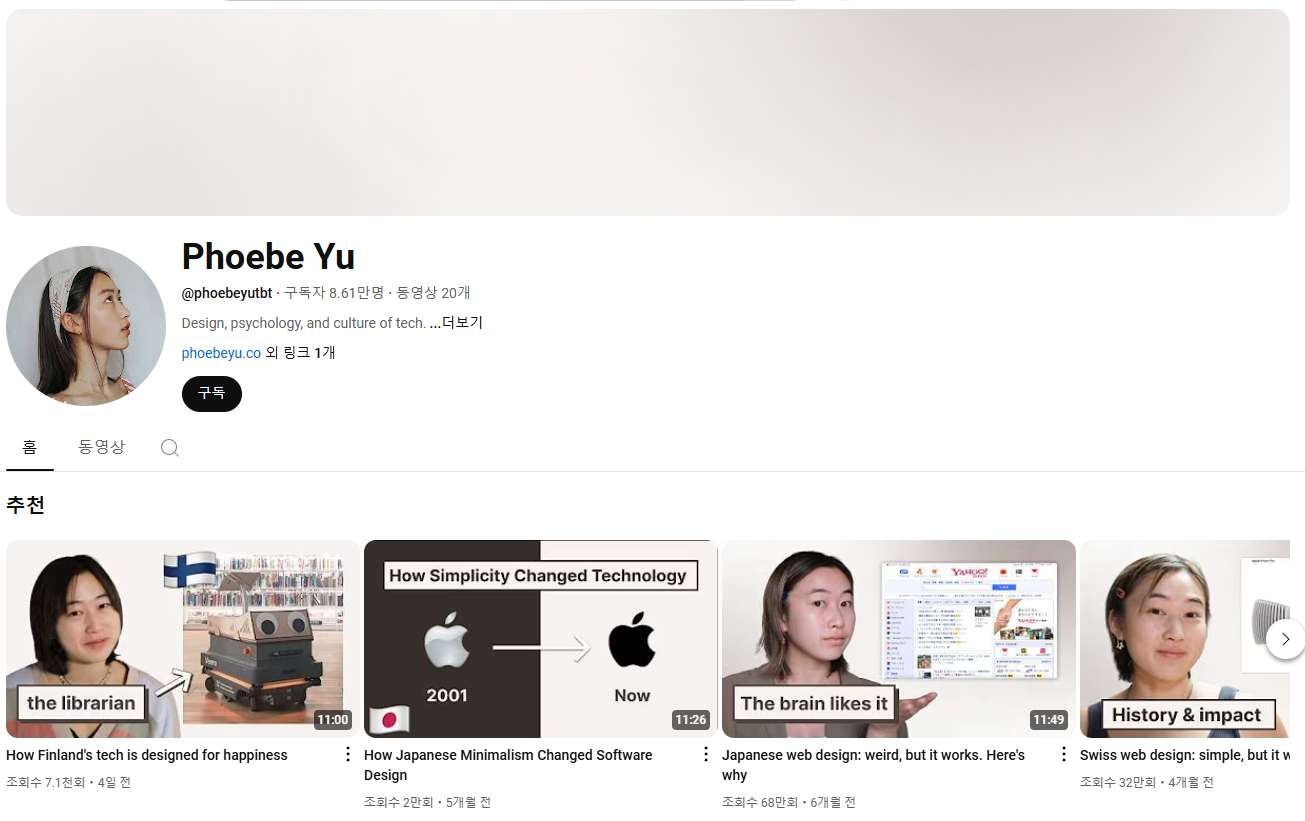 Phoebe Yu
@phoebeyutbt · 구독자 8.61만명 · 동영상 20개
Design, psychology, and culture of tech. ...더보기
phoebeyu.co 외 링크 1개
구독
홈 동영상
추천
the librarian
11:00
How Finland's tech is designed for happiness
조회수 7.1천회 • 4일 전
How Simplicity Changed Technology
2001
Now
11:26
How Japanese Minimalism Changed Software
Design
조회수 2만회 • 5개월 전
YAHOO!
The brain likes it
11:49
Japanese web design: weird, but it works. Here's
why
조회수 68만회 • 6개월 전
History & impact
Swiss web design: simple, but it w
조회수 32만회 • 4개월 전